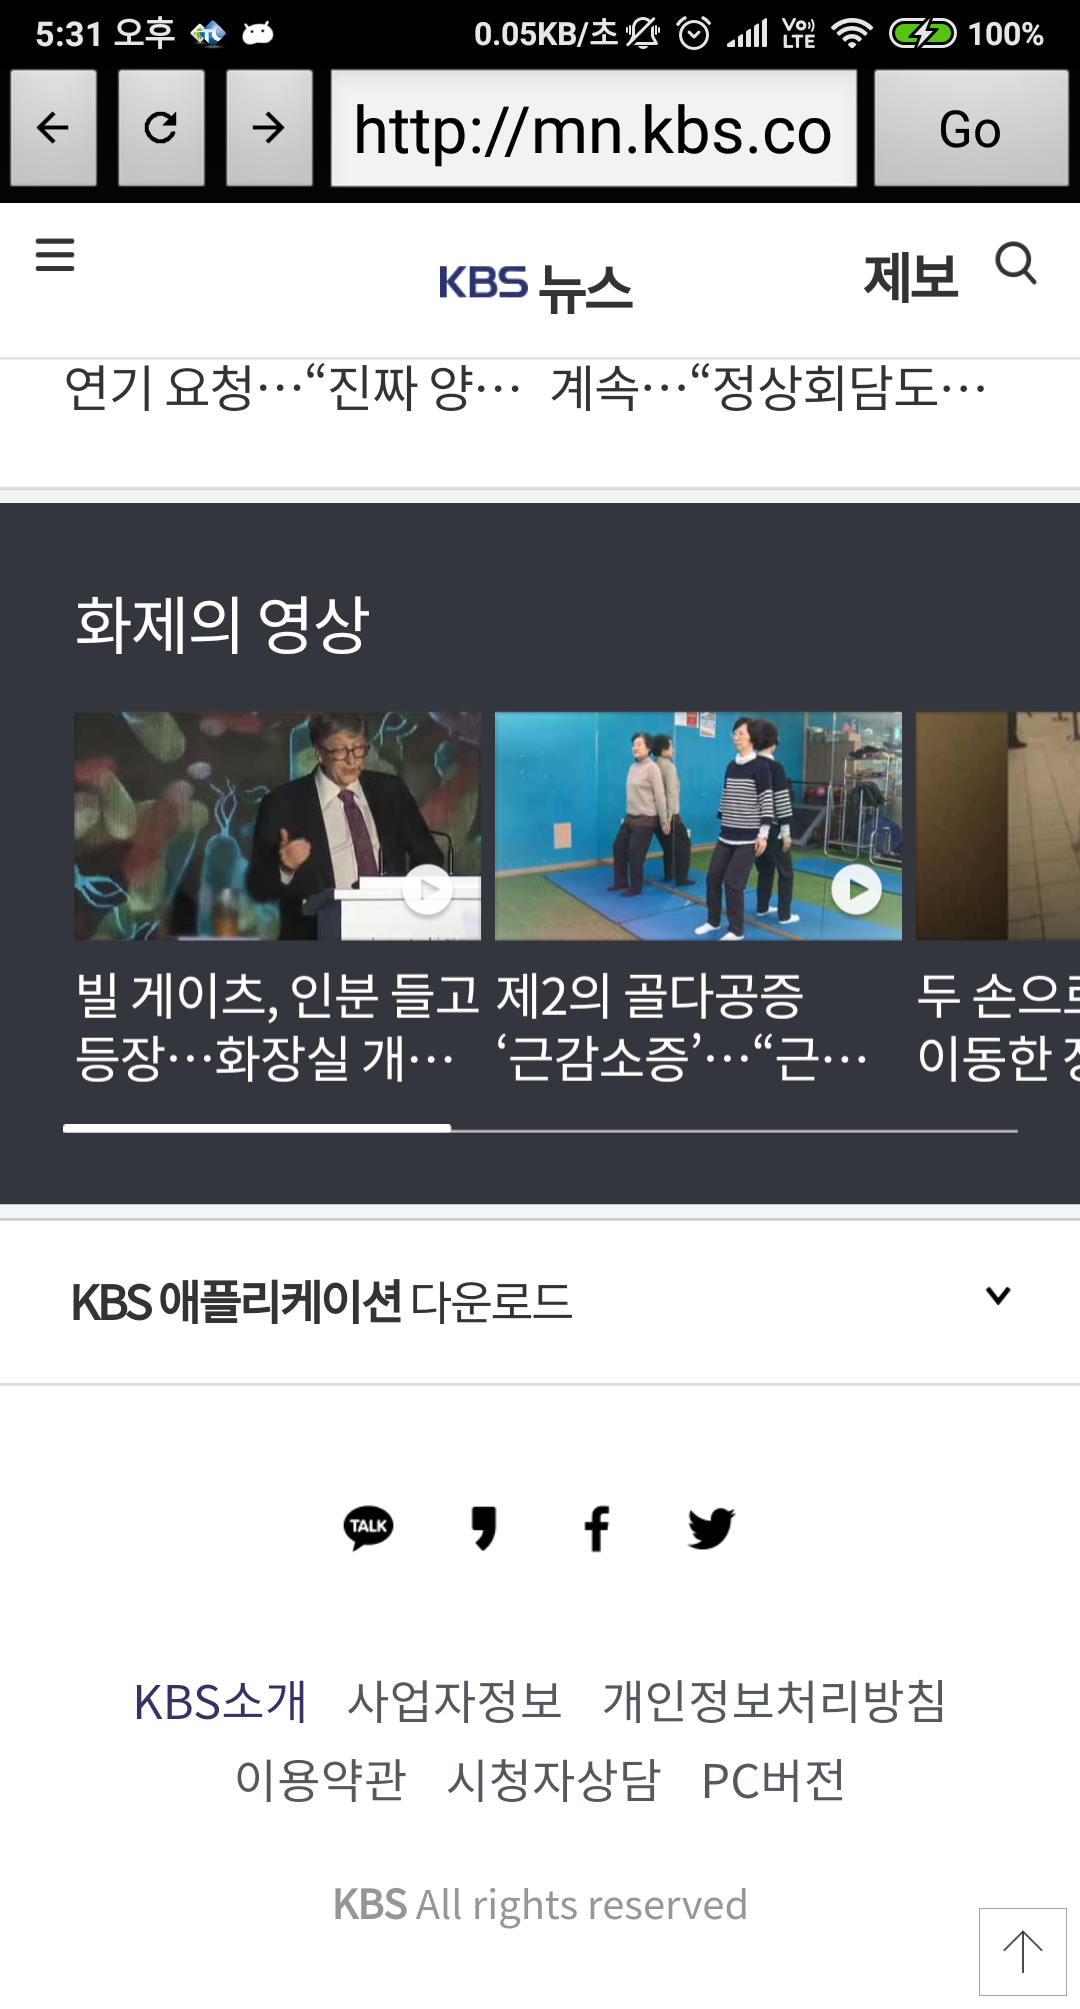 5:31 오후 0.05KB/초 VoLTE 100%
http://mn.kbs.co Go
KBS 뉴스 제보
연기 요청…“진짜 양… 계속…“정상회담도…
화제의 영상
빌 게이츠, 인분 들고 제2의 골다공증 두 손으로
등장…화장실 개… ‘근감소증’…“근… 이동한
KBS 애플리케이션 다운로드
TALK
KBS소개 사업자정보 개인정보처리방침
이용약관 시청자상담 PC버전
KBS All rights reserved